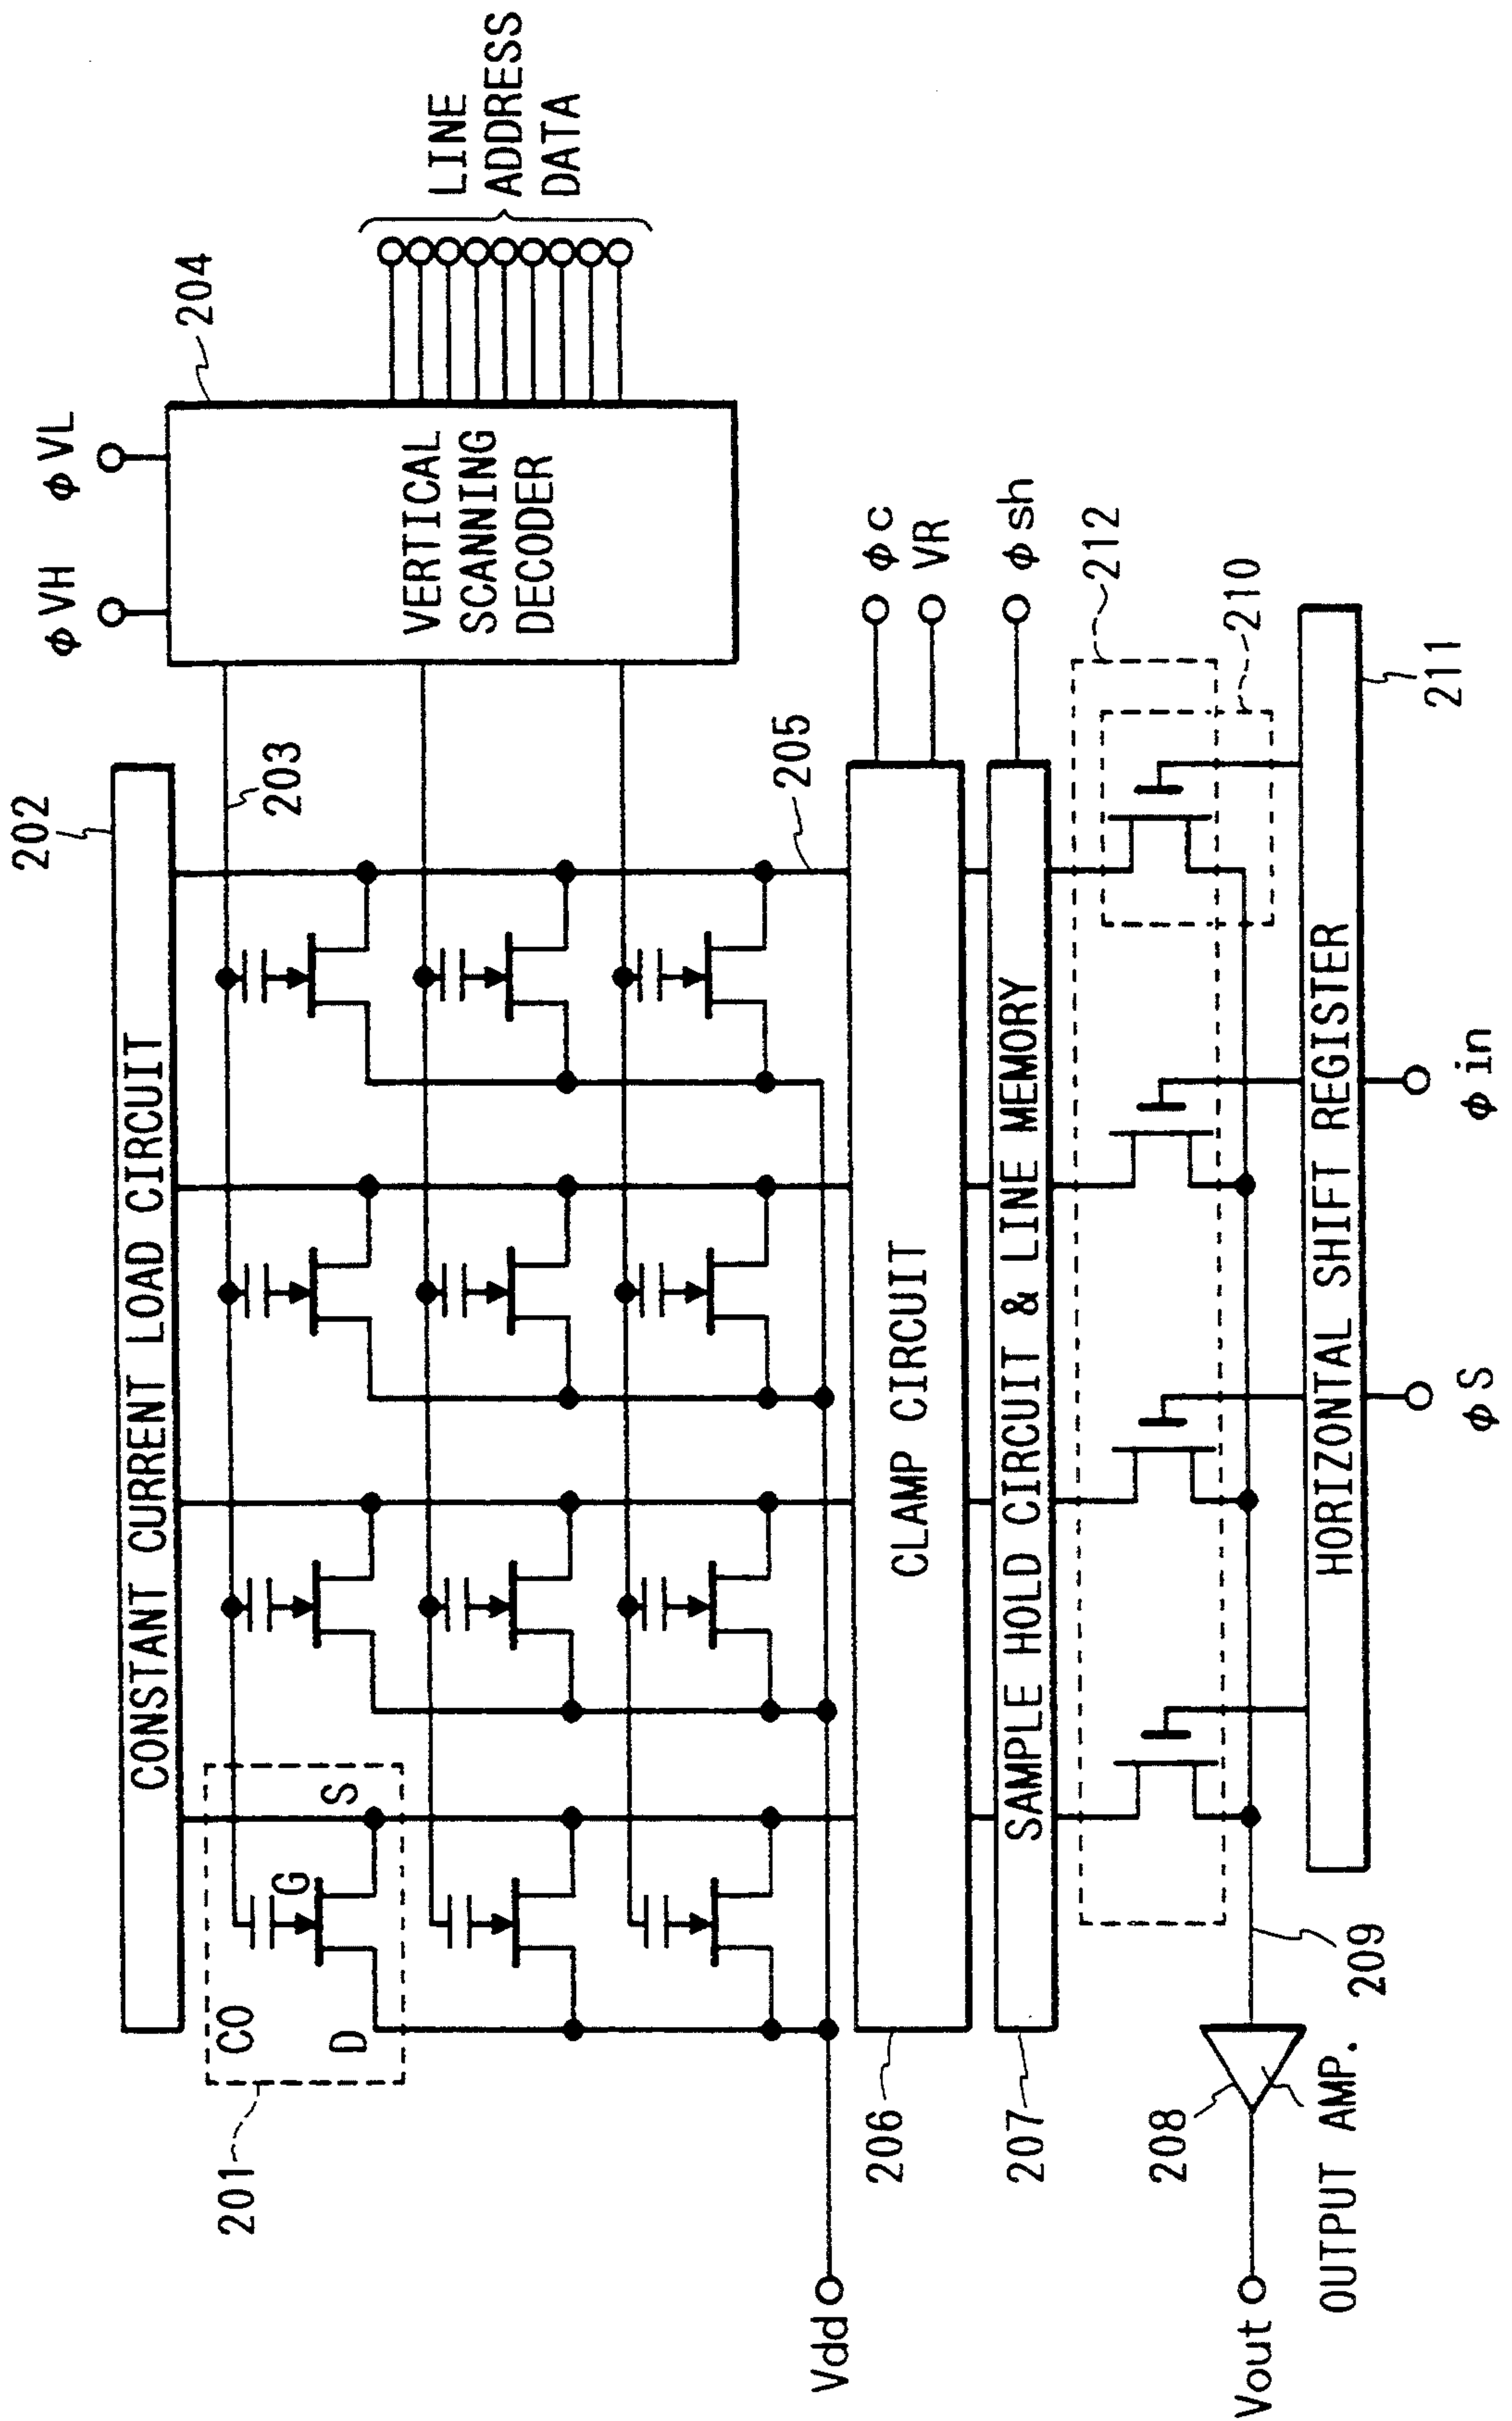 202
CONSTANT CURRENT LOAD CIRCUIT
φVH
φVL
204
VERTICAL
SCANNING
DECODER
LINE
ADDRESS
DATA
203
201
CO
G
S
D
205
Vdd
206
CLAMP CIRCUIT
φc
VR
207
SAMPLE HOLD CIRCUIT & LINE MEMORY
φsh
212
210
208
209
Vout
OUTPUT AMP.
HORIZONTAL SHIFT REGISTER
211
φS
φin